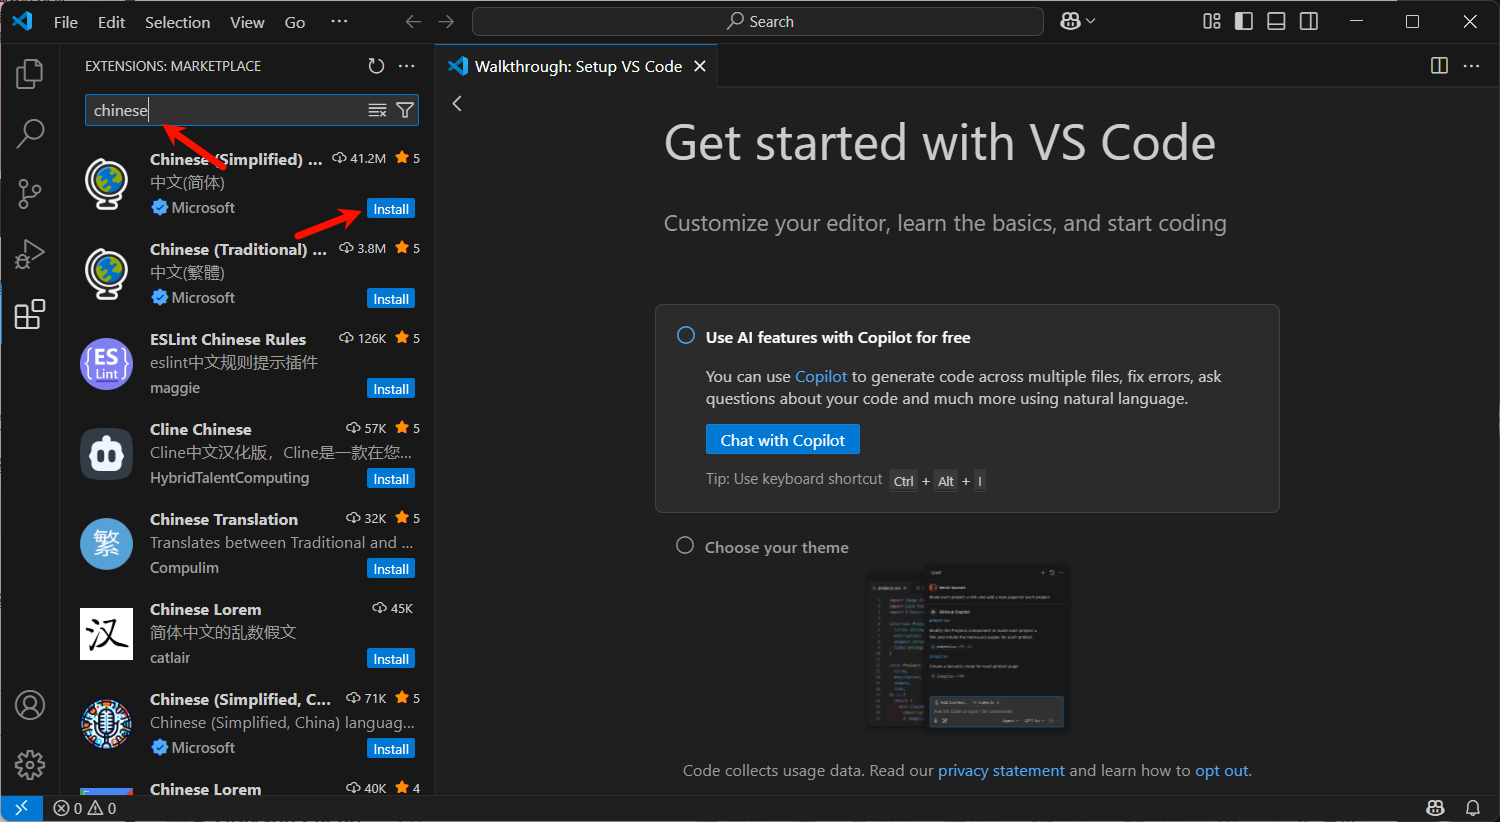 File Edit Selection View Go ···
Search
EXTENSIONS: MARKETPLACE
chinese
Chinese (Simplified) ... 41.2M 5
中文(简体)
Microsoft Install
Chinese (Traditional) ... 3.8M 5
中文(繁體)
Microsoft Install
ESLint Chinese Rules 126K 5
ES
Lint
eslint中文规则提示插件
maggie Install
Cline Chinese 57K 5
Cline中文汉化版，Cline是一款在您...
HybridTalentComputing Install
Chinese Translation 32K 5
繁
Translates between Traditional and ...
Compulim Install
Chinese Lorem 45K
汉
简体中文的乱数假文
catlair Install
Chinese (Simplified, C... 71K 5
Chinese (Simplified, China) languag...
Microsoft Install
Chinese Lorem 40K 4
0 0
Walkthrough: Setup VS Code
Get started with VS Code
Customize your editor, learn the basics, and start coding
Use AI features with Copilot for free
You can use Copilot to generate code across multiple files, fix errors, ask
questions about your code and much more using natural language.
Chat with Copilot
Tip: Use keyboard shortcut Ctrl + Alt + I
Choose your theme
Code collects usage data. Read our privacy statement and learn how to opt out.